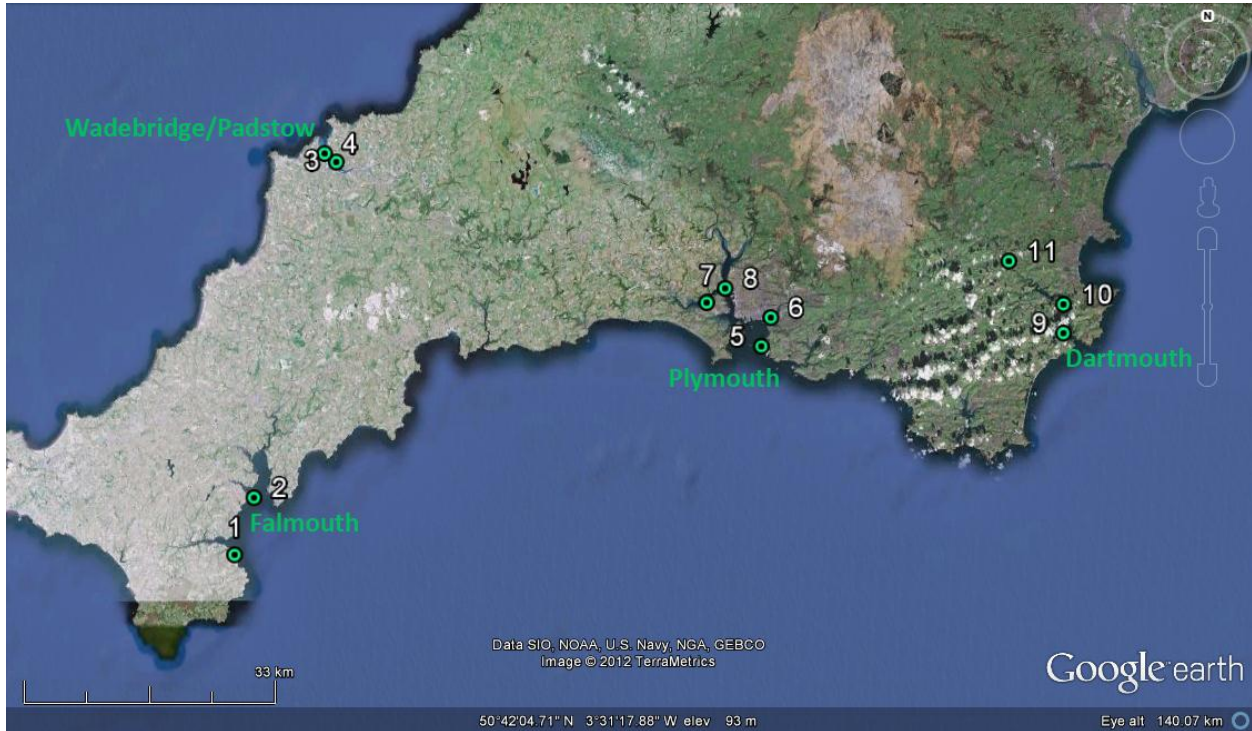 N
Wadebridge/Padstow
4
3
11
7
8
10
6
9
5
Dartmouth
Plymouth
2
Falmouth
1
Data SIO, NOAA, U.S. Navy, NGA, GEBCO
Image © 2012 TerraMetrics
33 km
Google earth
50°42'04.71" N 3°31'17.88" W elev 93 m
Eye alt 140.07 km